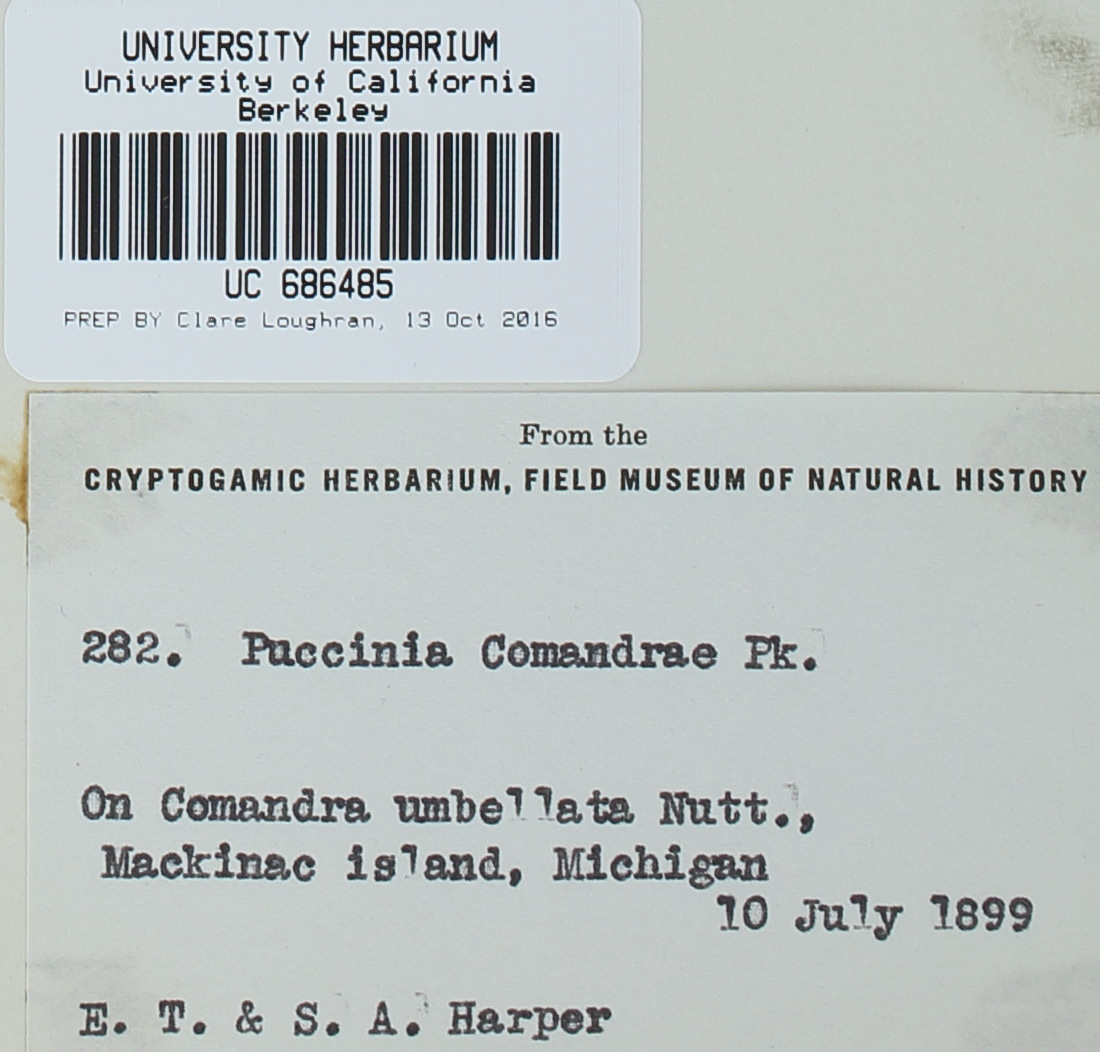 UNIVERSITY HERBARIUM
University of California
Berkeley
UC 686485
PREP BY Clare Loughran, 13 Oct 2016
From the
CRYPTOGAMIC HERBARIUM, FIELD MUSEUM OF NATURAL HISTORY
282. Puccinia Comandrae Pk.
On Comandra umbellata Nutt.,
Mackinac island, Michigan
10 July 1899
E. T. & S. A. Harper